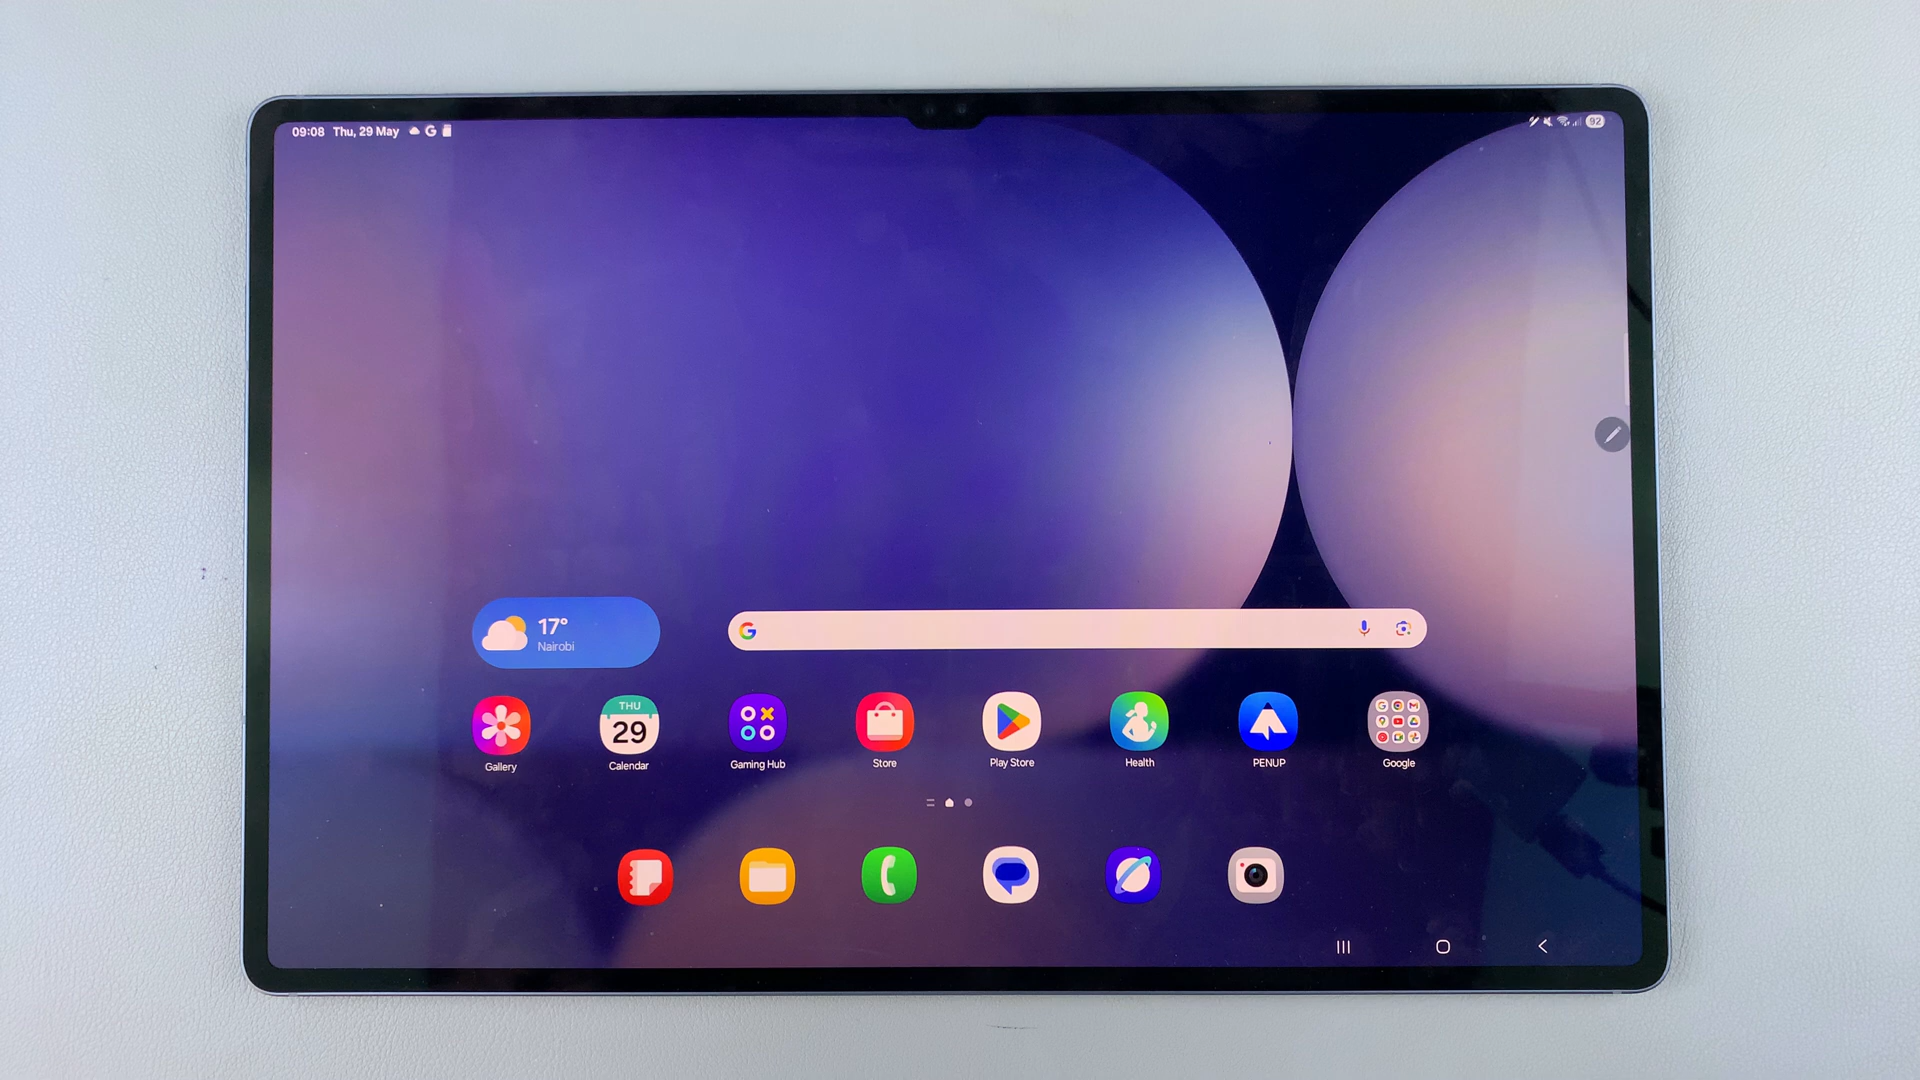 09:08 Thu, 29 May G
92
17°
Nairobi
G
THU
29
Gallery
Calendar
Gaming Hub
Store
Play Store
Health
PENUP
Google